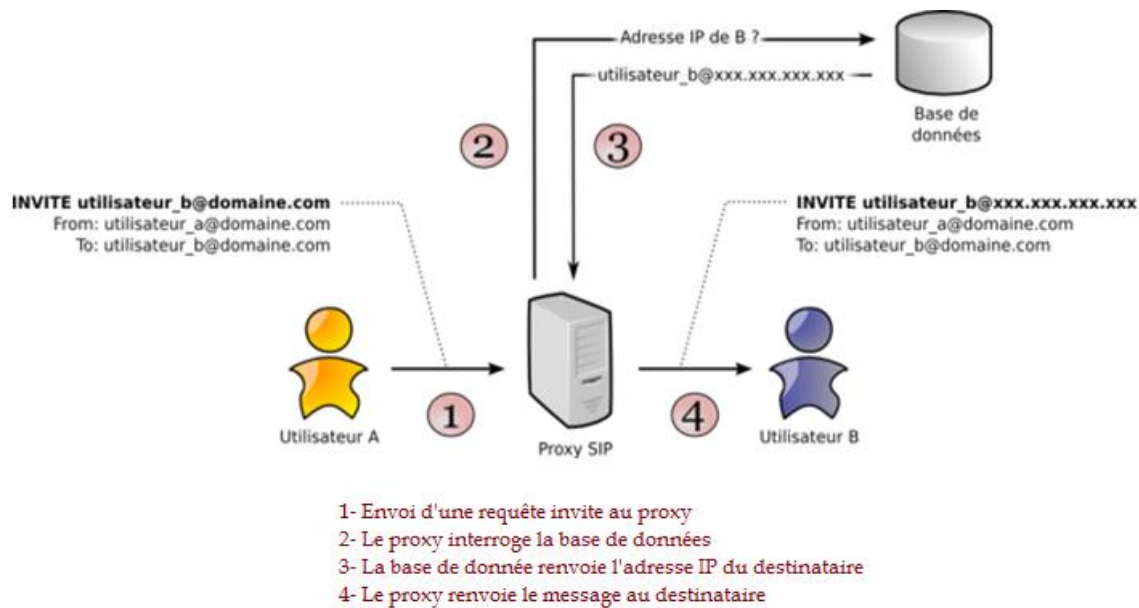 Adresse IP de B ?
utilisateur_b@xxx.xxx.xxx.xxx
Base de
données
2
3
INVITE utilisateur_b@domaine.com
From: utilisateur_a@domaine.com
To: utilisateur_b@domaine.com
INVITE utilisateur_b@xxx.xxx.xxx.xxx
From: utilisateur_a@domaine.com
To: utilisateur_b@domaine.com
1
4
Utilisateur A
Proxy SIP
Utilisateur B
1- Envoi d'une requête invite au proxy
2- Le proxy interroge la base de données
3- La base de donnée renvoie l'adresse IP du destinataire
4- Le proxy renvoie le message au destinataire